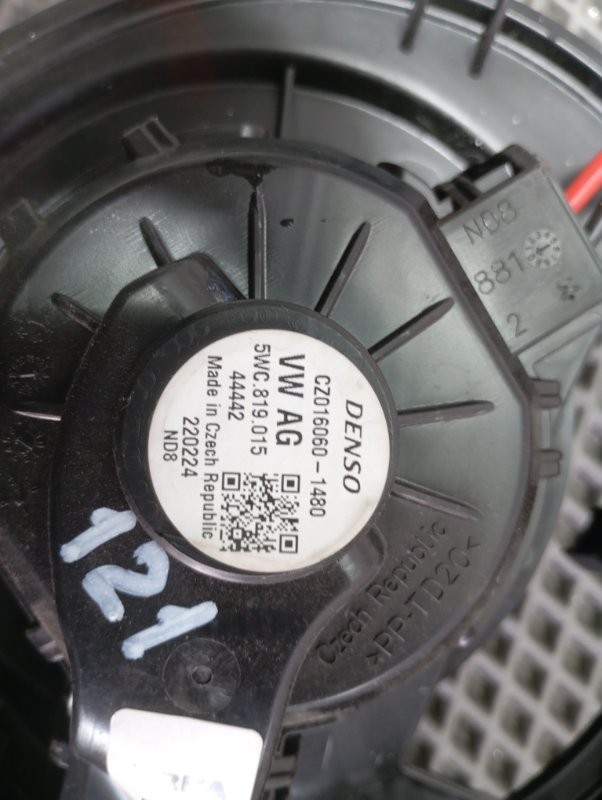 DENSO
CZ016060-1480
VW AG
5WC.819.015
44442
Made in Czech Republic
220224
ND8
ND8
881
2
Czech Republic
>PP-TD20<
121